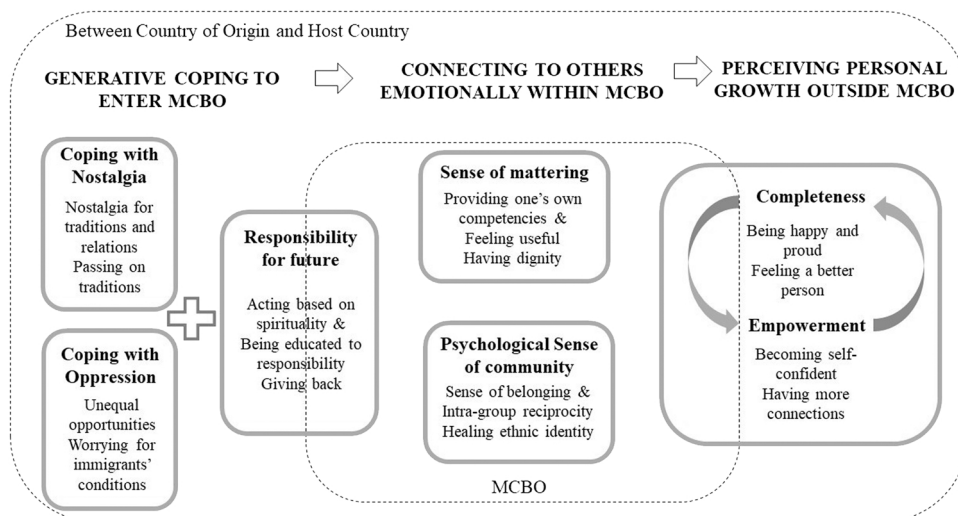 Between Country of Origin and Host Country
GENERATIVE COPING TO
ENTER MCBO
CONNECTING TO OTHERS
EMOTIONALLY WITHIN MCBO
PERCEIVING PERSONAL
GROWTH OUTSIDE MCBO
Coping with
Nostalgia
Nostalgia for
traditions and
relations
Passing on
traditions
Coping with
Oppression
Unequal
opportunities
Worrying for
immigrants'
conditions
Responsibility
for future
Acting based on
spirituality &
Being educated to
responsibility
Giving back
Sense of mattering
Providing one's own
competencies &
Feeling useful
Having dignity
Psychological Sense
of community
Sense of belonging &
Intra-group reciprocity
Healing ethnic identity
MCBO
Completeness
Being happy and
proud
Feeling a better
person
Empowerment
Becoming self-
confident
Having more
connections